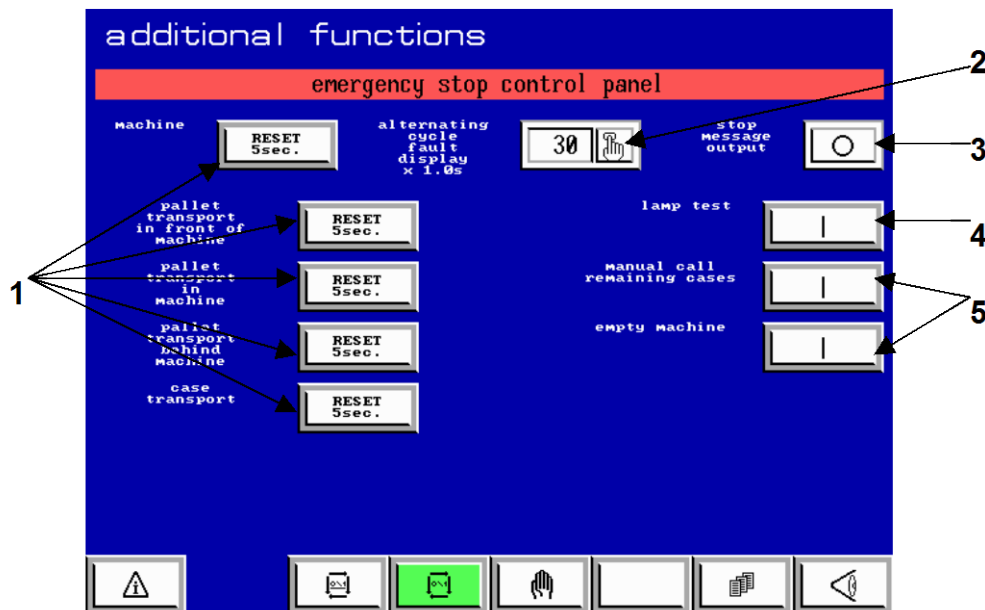 additional functions
emergency stop control panel
machine
RESET
5sec.
alternating
cycle
fault
display
x 1.0s
30
stop
message
output
O
2
3
pallet
transport
in front of
machine
RESET
5sec.
lamp test
|
4
pallet
transport
in
machine
RESET
5sec.
manual call
remaining cases
|
1
5
pallet
transport
behind
machine
RESET
5sec.
empty machine
|
case
transport
RESET
5sec.